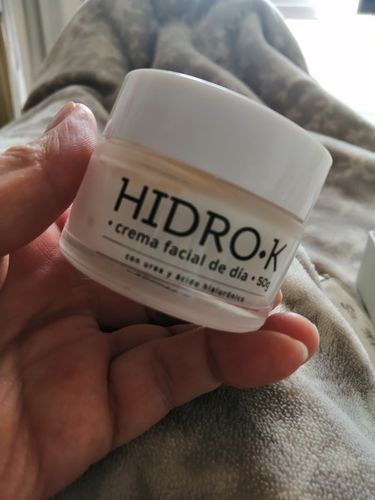 HIDRO•K
• crema facial de día • 50g
con urea y ácido hialurónico